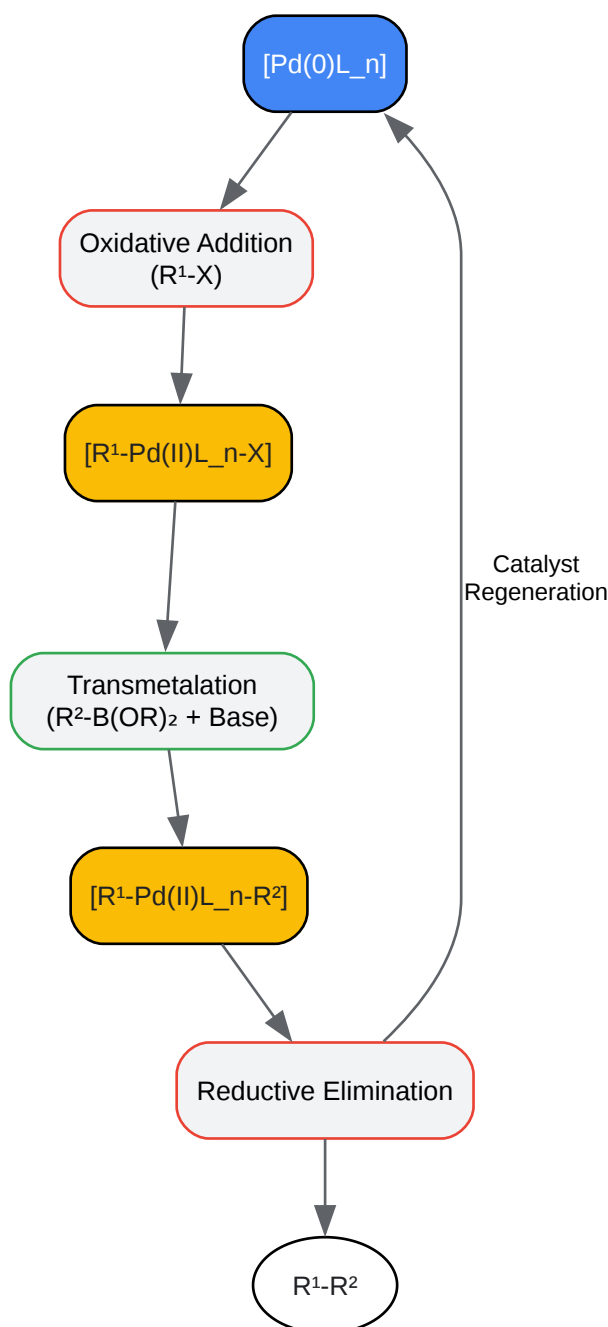 [Pd(0)L_n]
Oxidative Addition
(R¹-X)
[R¹-Pd(II)L_n-X]
Catalyst
Regeneration
Transmetalation
(R²-B(OR)₂ + Base)
[R¹-Pd(II)L_n-R²]
Reductive Elimination
R¹-R²